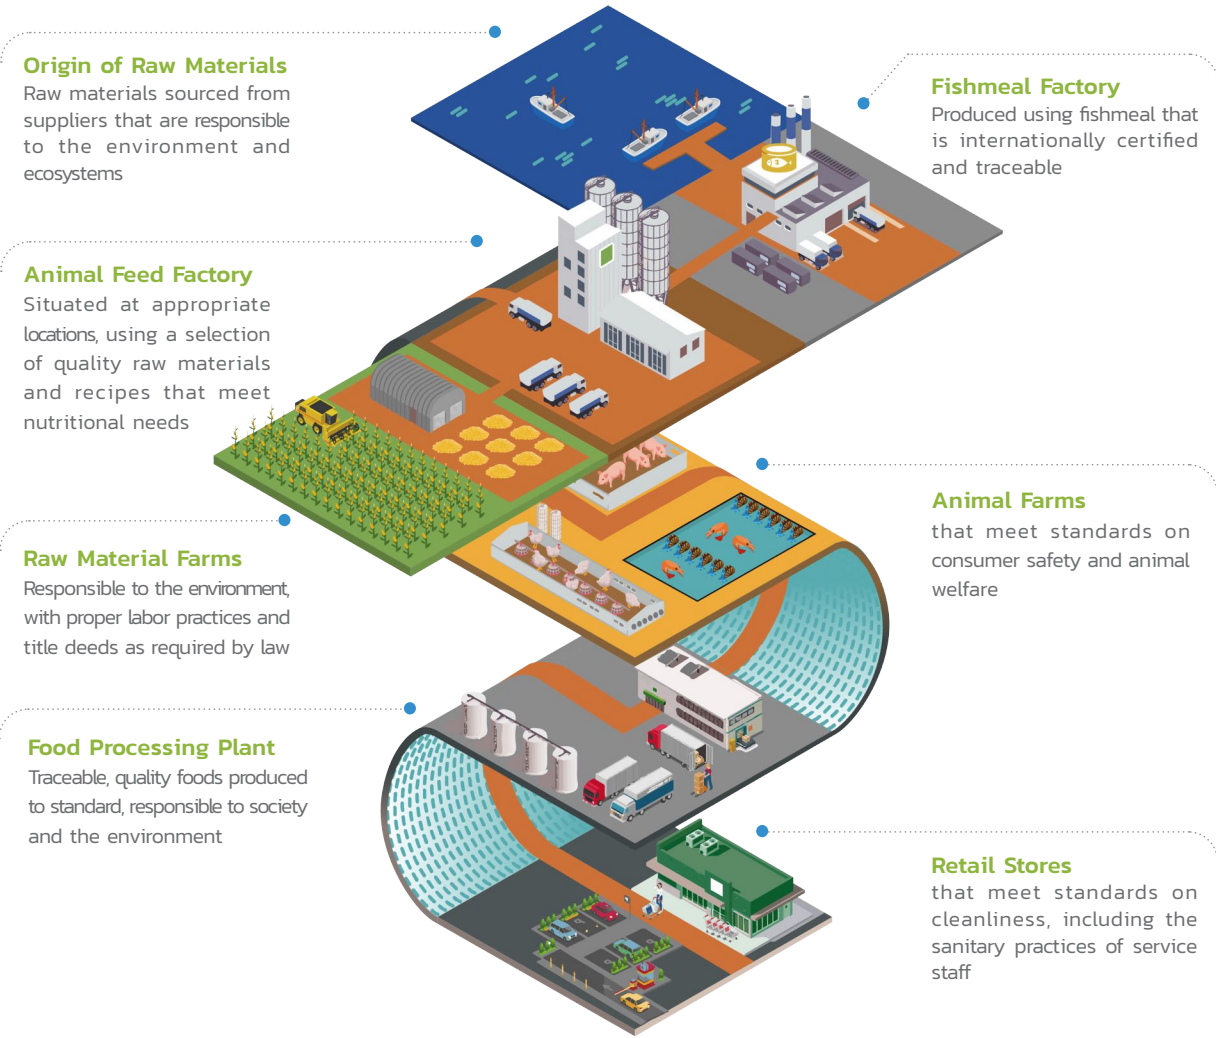 Origin of Raw Materials
Raw materials sourced from
suppliers that are responsible
to the environment and
ecosystems
Fishmeal Factory
Produced using fishmeal that
is internationally certified
and traceable
Animal Feed Factory
Situated at appropriate
locations, using a selection
of quality raw materials
and recipes that meet
nutritional needs
Animal Farms
that meet standards on
consumer safety and animal
welfare
Raw Material Farms
Responsible to the environment,
with proper labor practices and
title deeds as required by law
Food Processing Plant
Traceable, quality foods produced
to standard, responsible to society
and the environment
Retail Stores
that meet standards on
cleanliness, including the
sanitary practices of service
staff